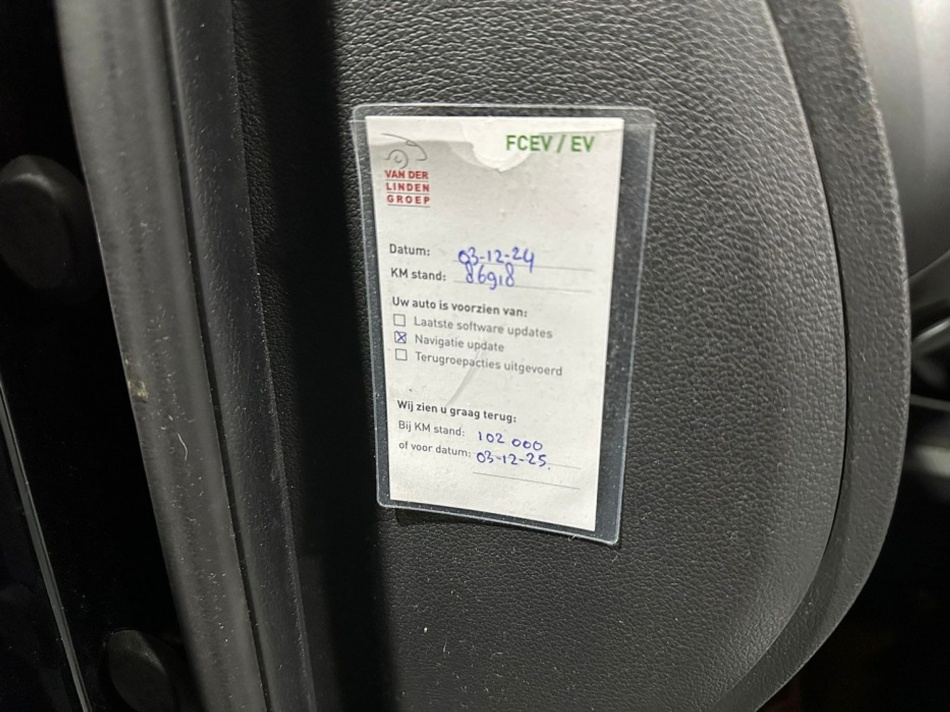 FCEV / EV
VAN DER
LINDEN
GROEP
Datum: 03-12-24
KM stand: 86918
Uw auto is voorzien van:
Laatste software updates
Navigatie update
Terugroepacties uitgevoerd
Wij zien u graag terug:
Bij KM stand: 102 000
of voor datum: 03-12-25.